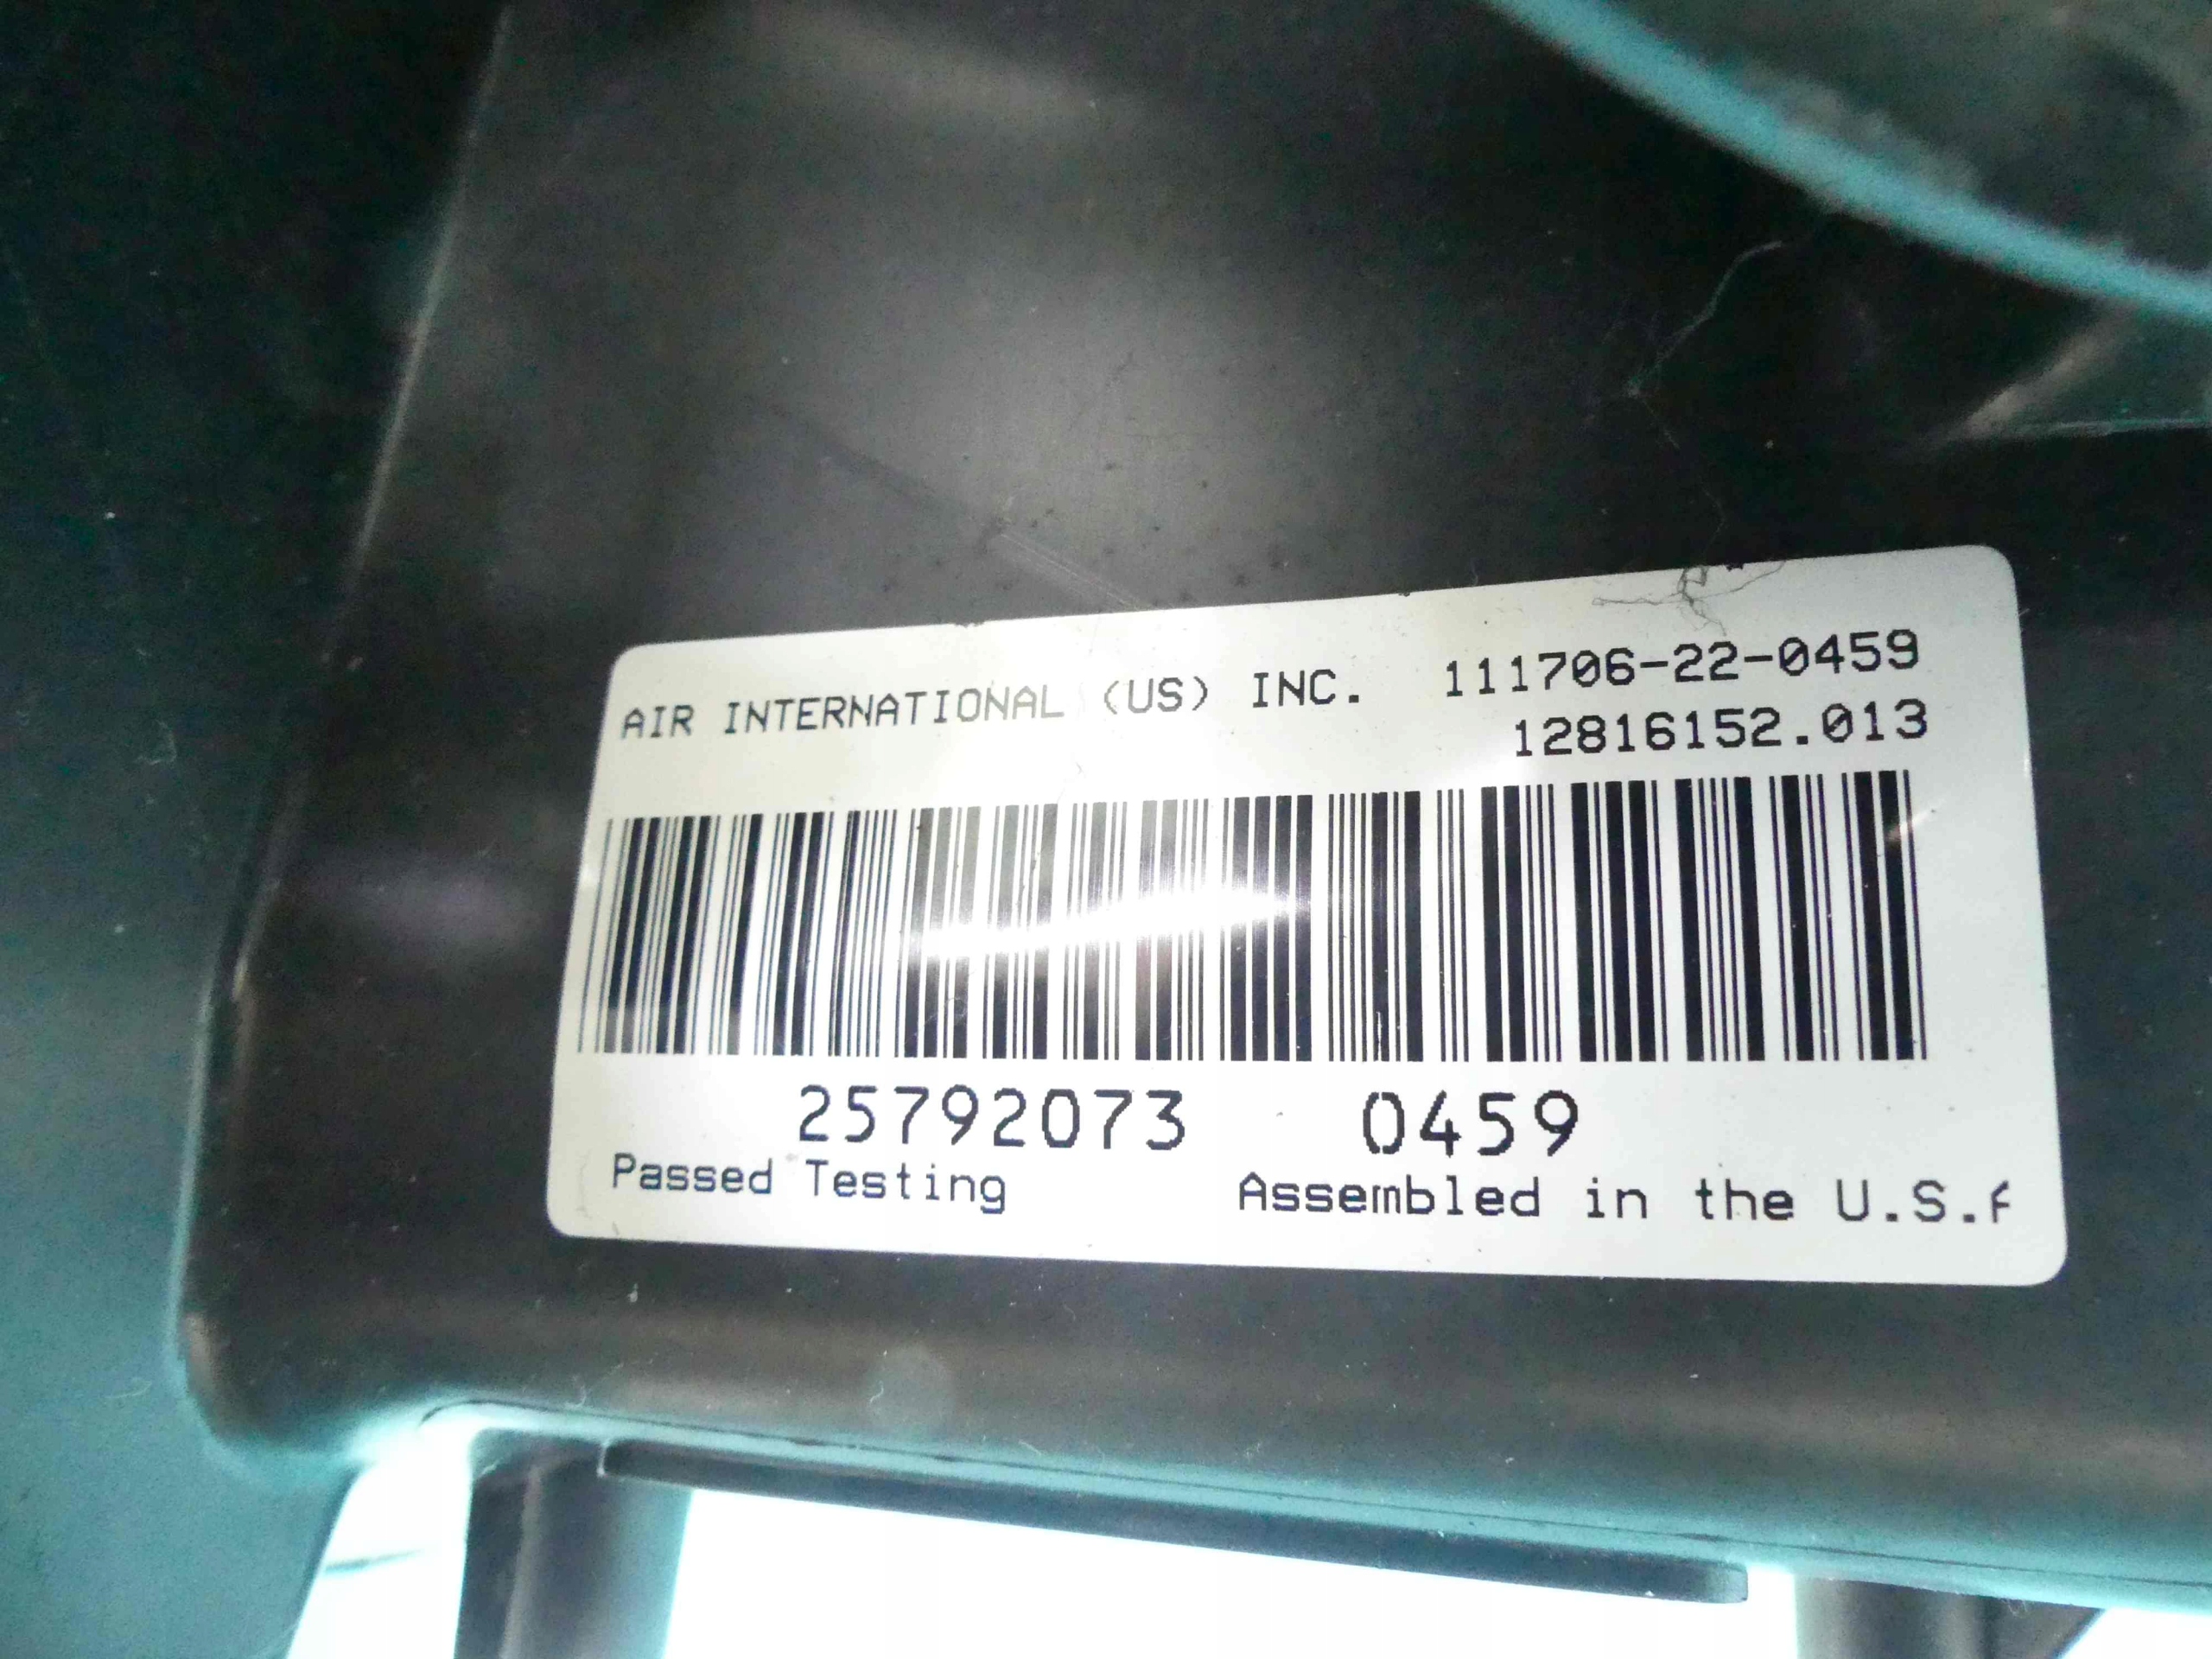 AIR INTERNATIONAL (US) INC. 111706-22-0459
12816152.013
25792073 0459
Passed Testing Assembled in the U.S.A